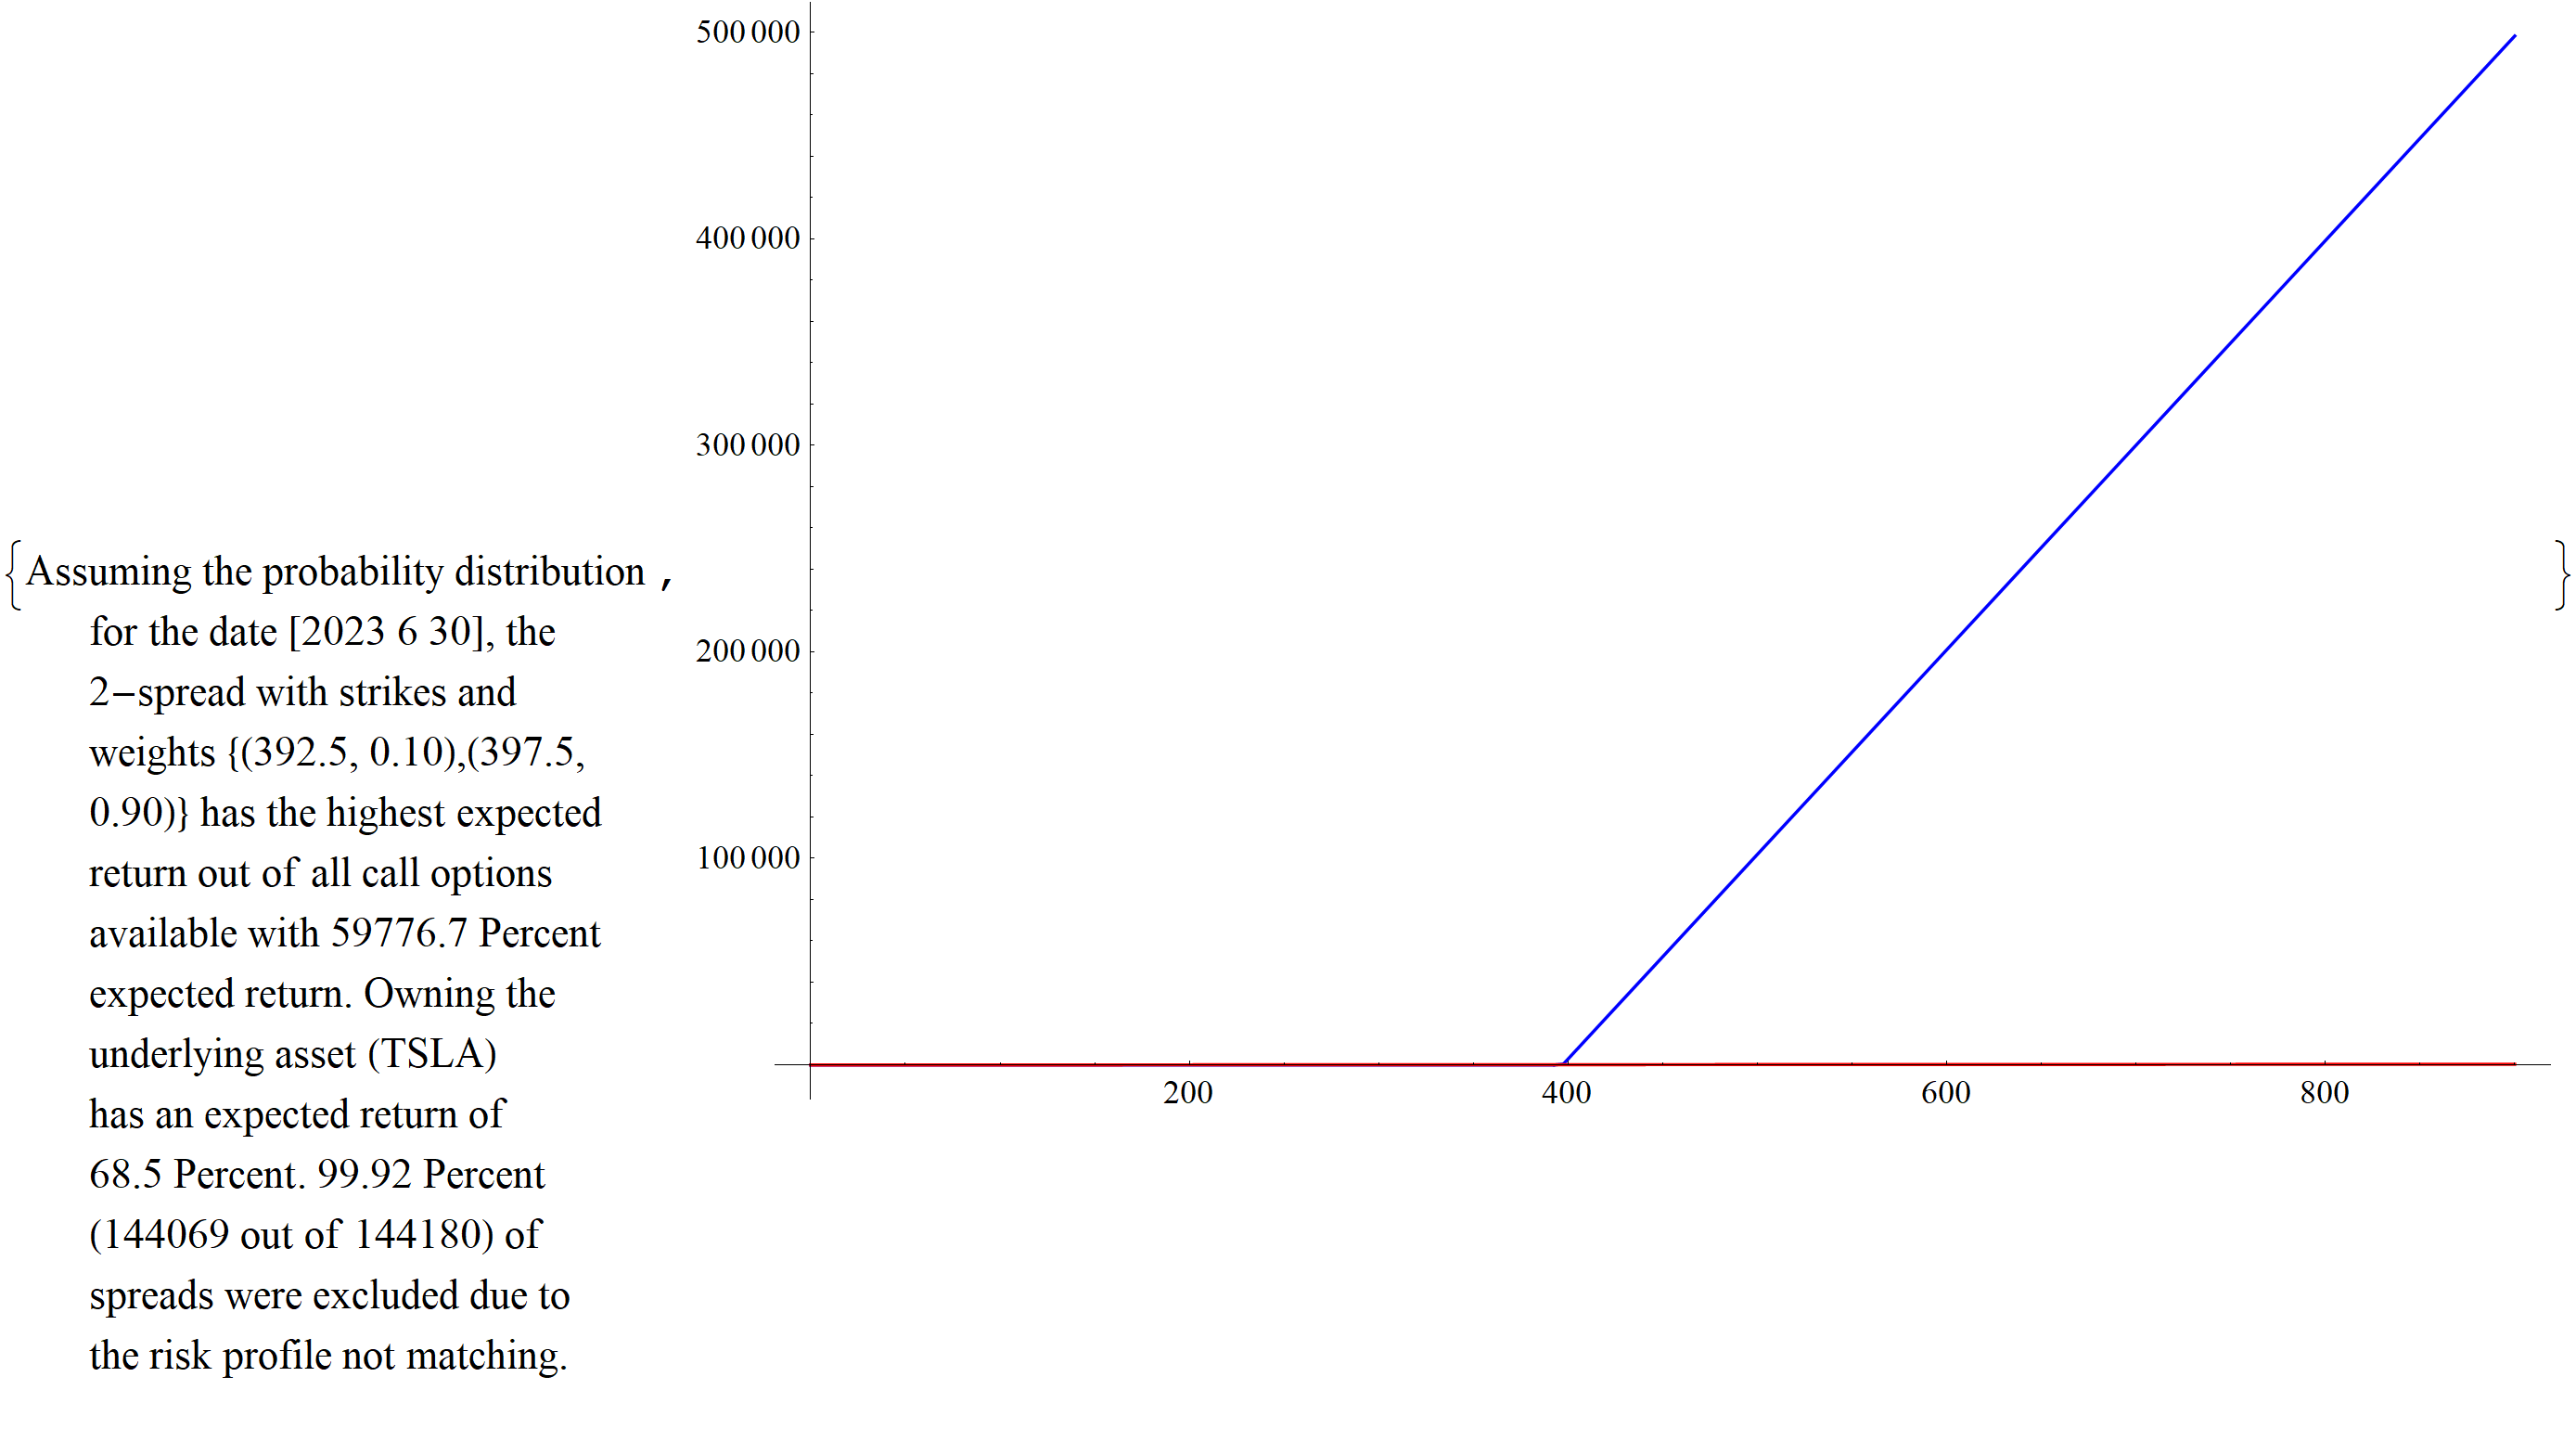 {Assuming the probability distribution ,
for the date [2023 6 30], the
2−spread with strikes and
weights {(392.5, 0.10),(397.5,
0.90)} has the highest expected
return out of all call options
available with 59776.7 Percent
expected return. Owning the
underlying asset (TSLA)
has an expected return of
68.5 Percent. 99.92 Percent
(144069 out of 144180) of
spreads were excluded due to
the risk profile not matching.
500 000
400 000
300 000
200 000
100 000
200 400 600 800
}